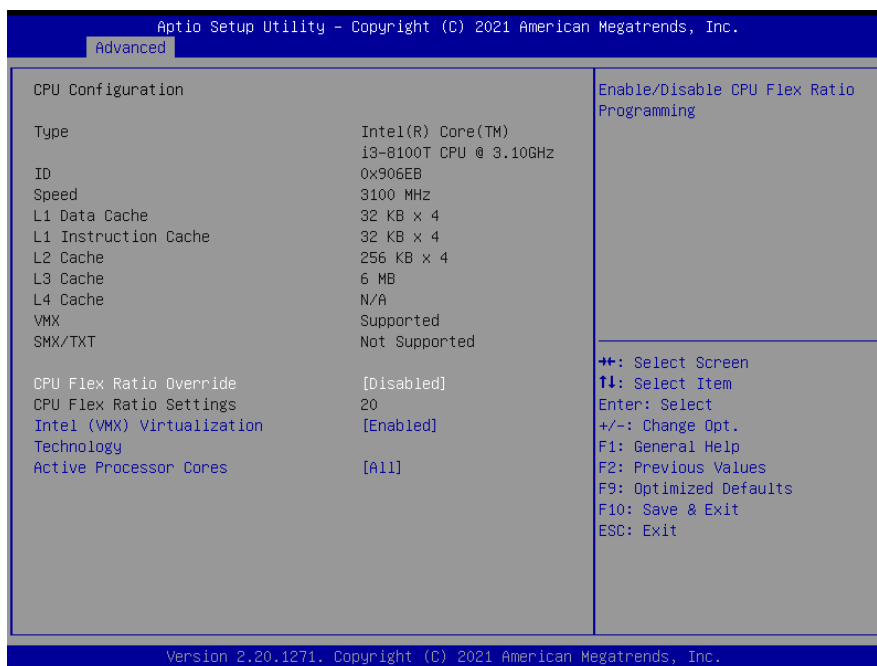 Aptio Setup Utility – Copyright (C) 2021 American Megatrends, Inc.
Advanced
CPU Configuration
Type Intel(R) Core(TM)
i3-8100T CPU @ 3.10GHz
ID 0x906EB
Speed 3100 MHz
L1 Data Cache 32 KB x 4
L1 Instruction Cache 32 KB x 4
L2 Cache 256 KB x 4
L3 Cache 6 MB
L4 Cache N/A
VMX Supported
SMX/TXT Not Supported
CPU Flex Ratio Override [Disabled]
CPU Flex Ratio Settings 20
Intel (VMX) Virtualization [Enabled]
Technology
Active Processor Cores [All]
Enable/Disable CPU Flex Ratio
Programming
→←: Select Screen
↑↓: Select Item
Enter: Select
+/-: Change Opt.
F1: General Help
F2: Previous Values
F9: Optimized Defaults
F10: Save & Exit
ESC: Exit
Version 2.20.1271. Copyright (C) 2021 American Megatrends, Inc.